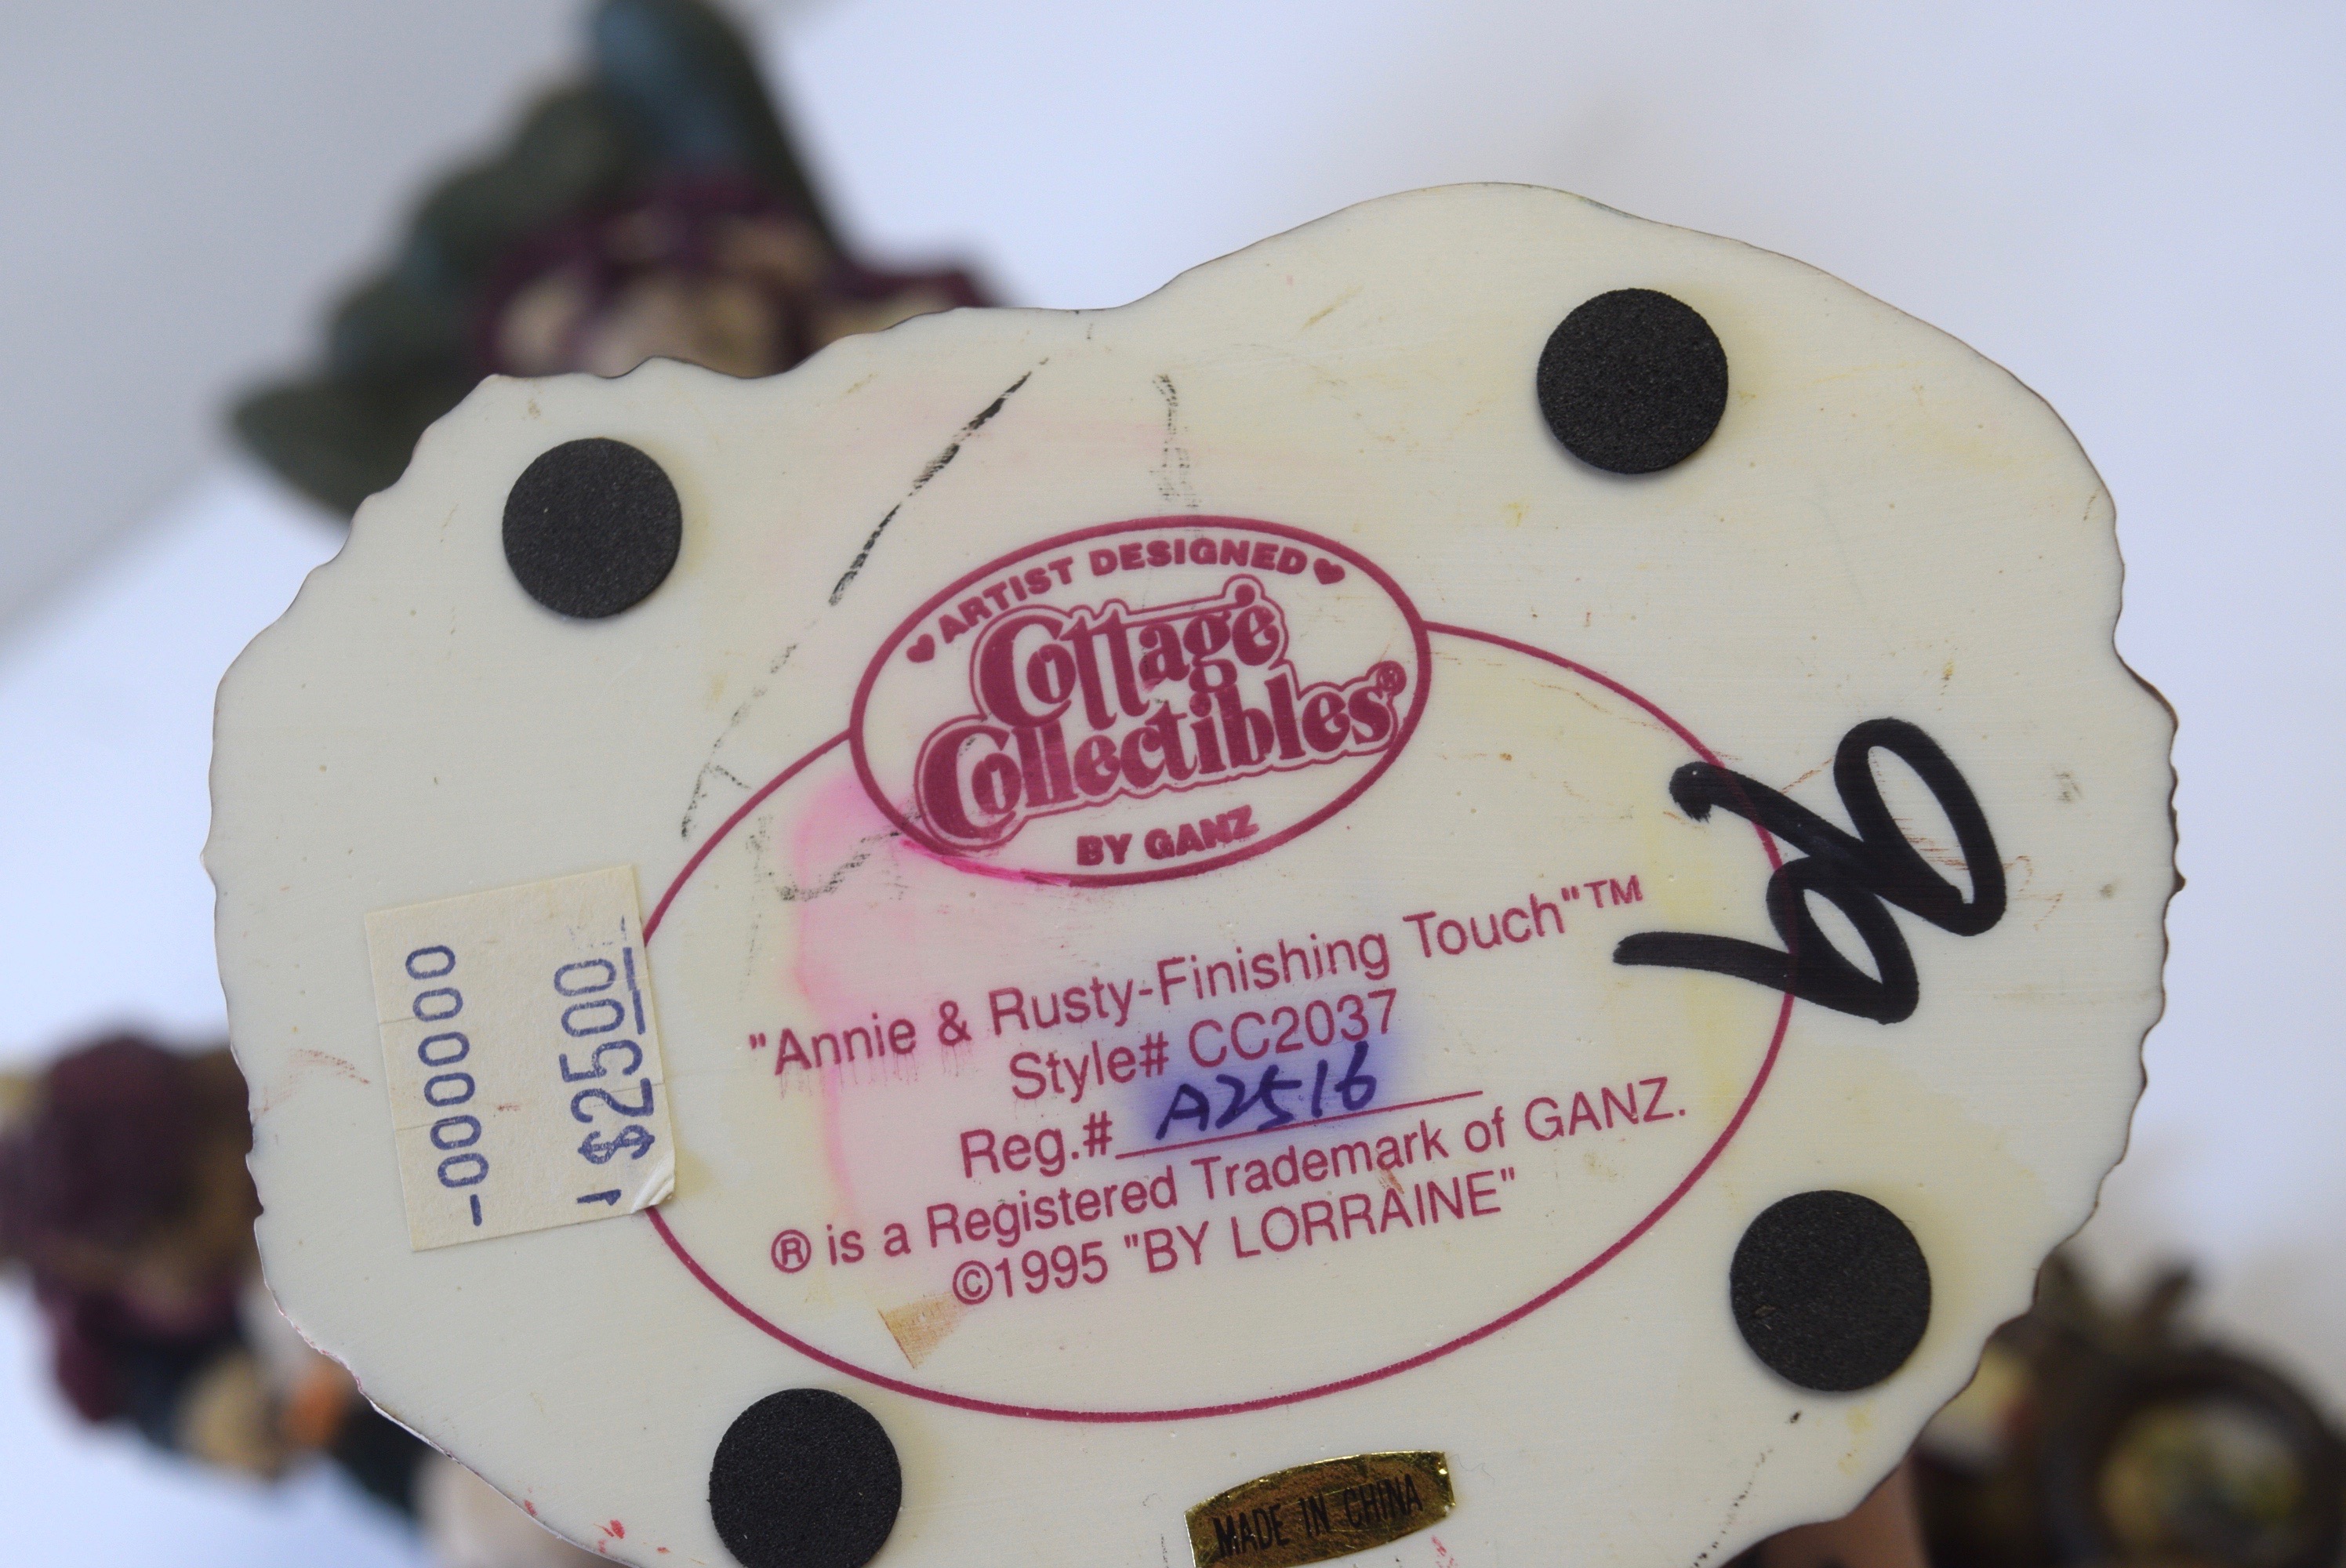 ♥ ARTIST DESIGNED ♥
Cottage
Collectibles®
BY GANZ
"Annie & Rusty-Finishing Touch"™
Style# CC2037
Reg.# A2516
® is a Registered Trademark of GANZ.
©1995 "BY LORRAINE"
-0000000
$2500
MADE IN CHINA